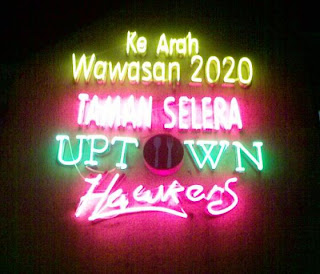 Ke Arah
Wawasan 2020
TAMAN SELERA
UPTOWN
Hawkers